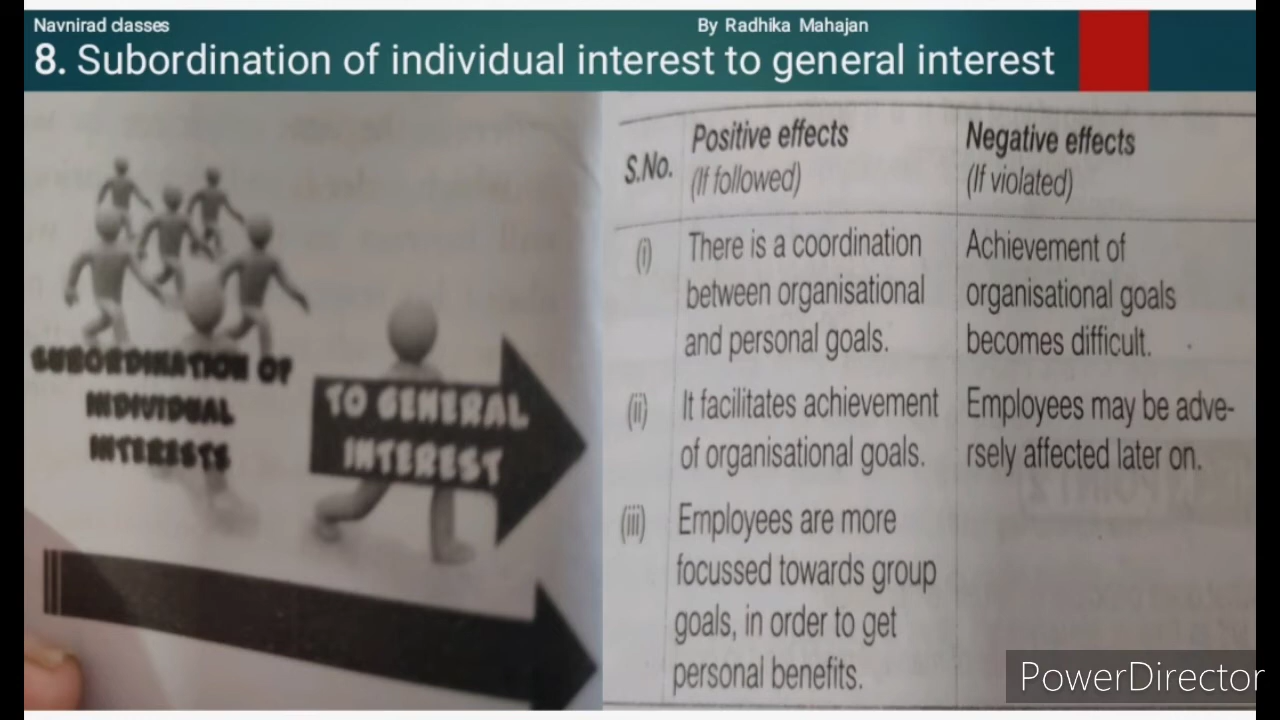 Navnirad classes
By Radhika Mahajan
8. Subordination of individual interest to general interest
SUBORDINATION OF
INDIVIDUAL
INTERESTS
TO GENERAL
INTEREST
S.No.
Positive effects
(If followed)
Negative effects
(If violated)
(i)
There is a coordination
between organisational
and personal goals.
Achievement of
organisational goals
becomes difficult.
(ii)
It facilitates achievement
of organisational goals.
Employees may be adve-
rsely affected later on.
(iii)
Employees are more
focussed towards group
goals, in order to get
personal benefits.
PowerDirector